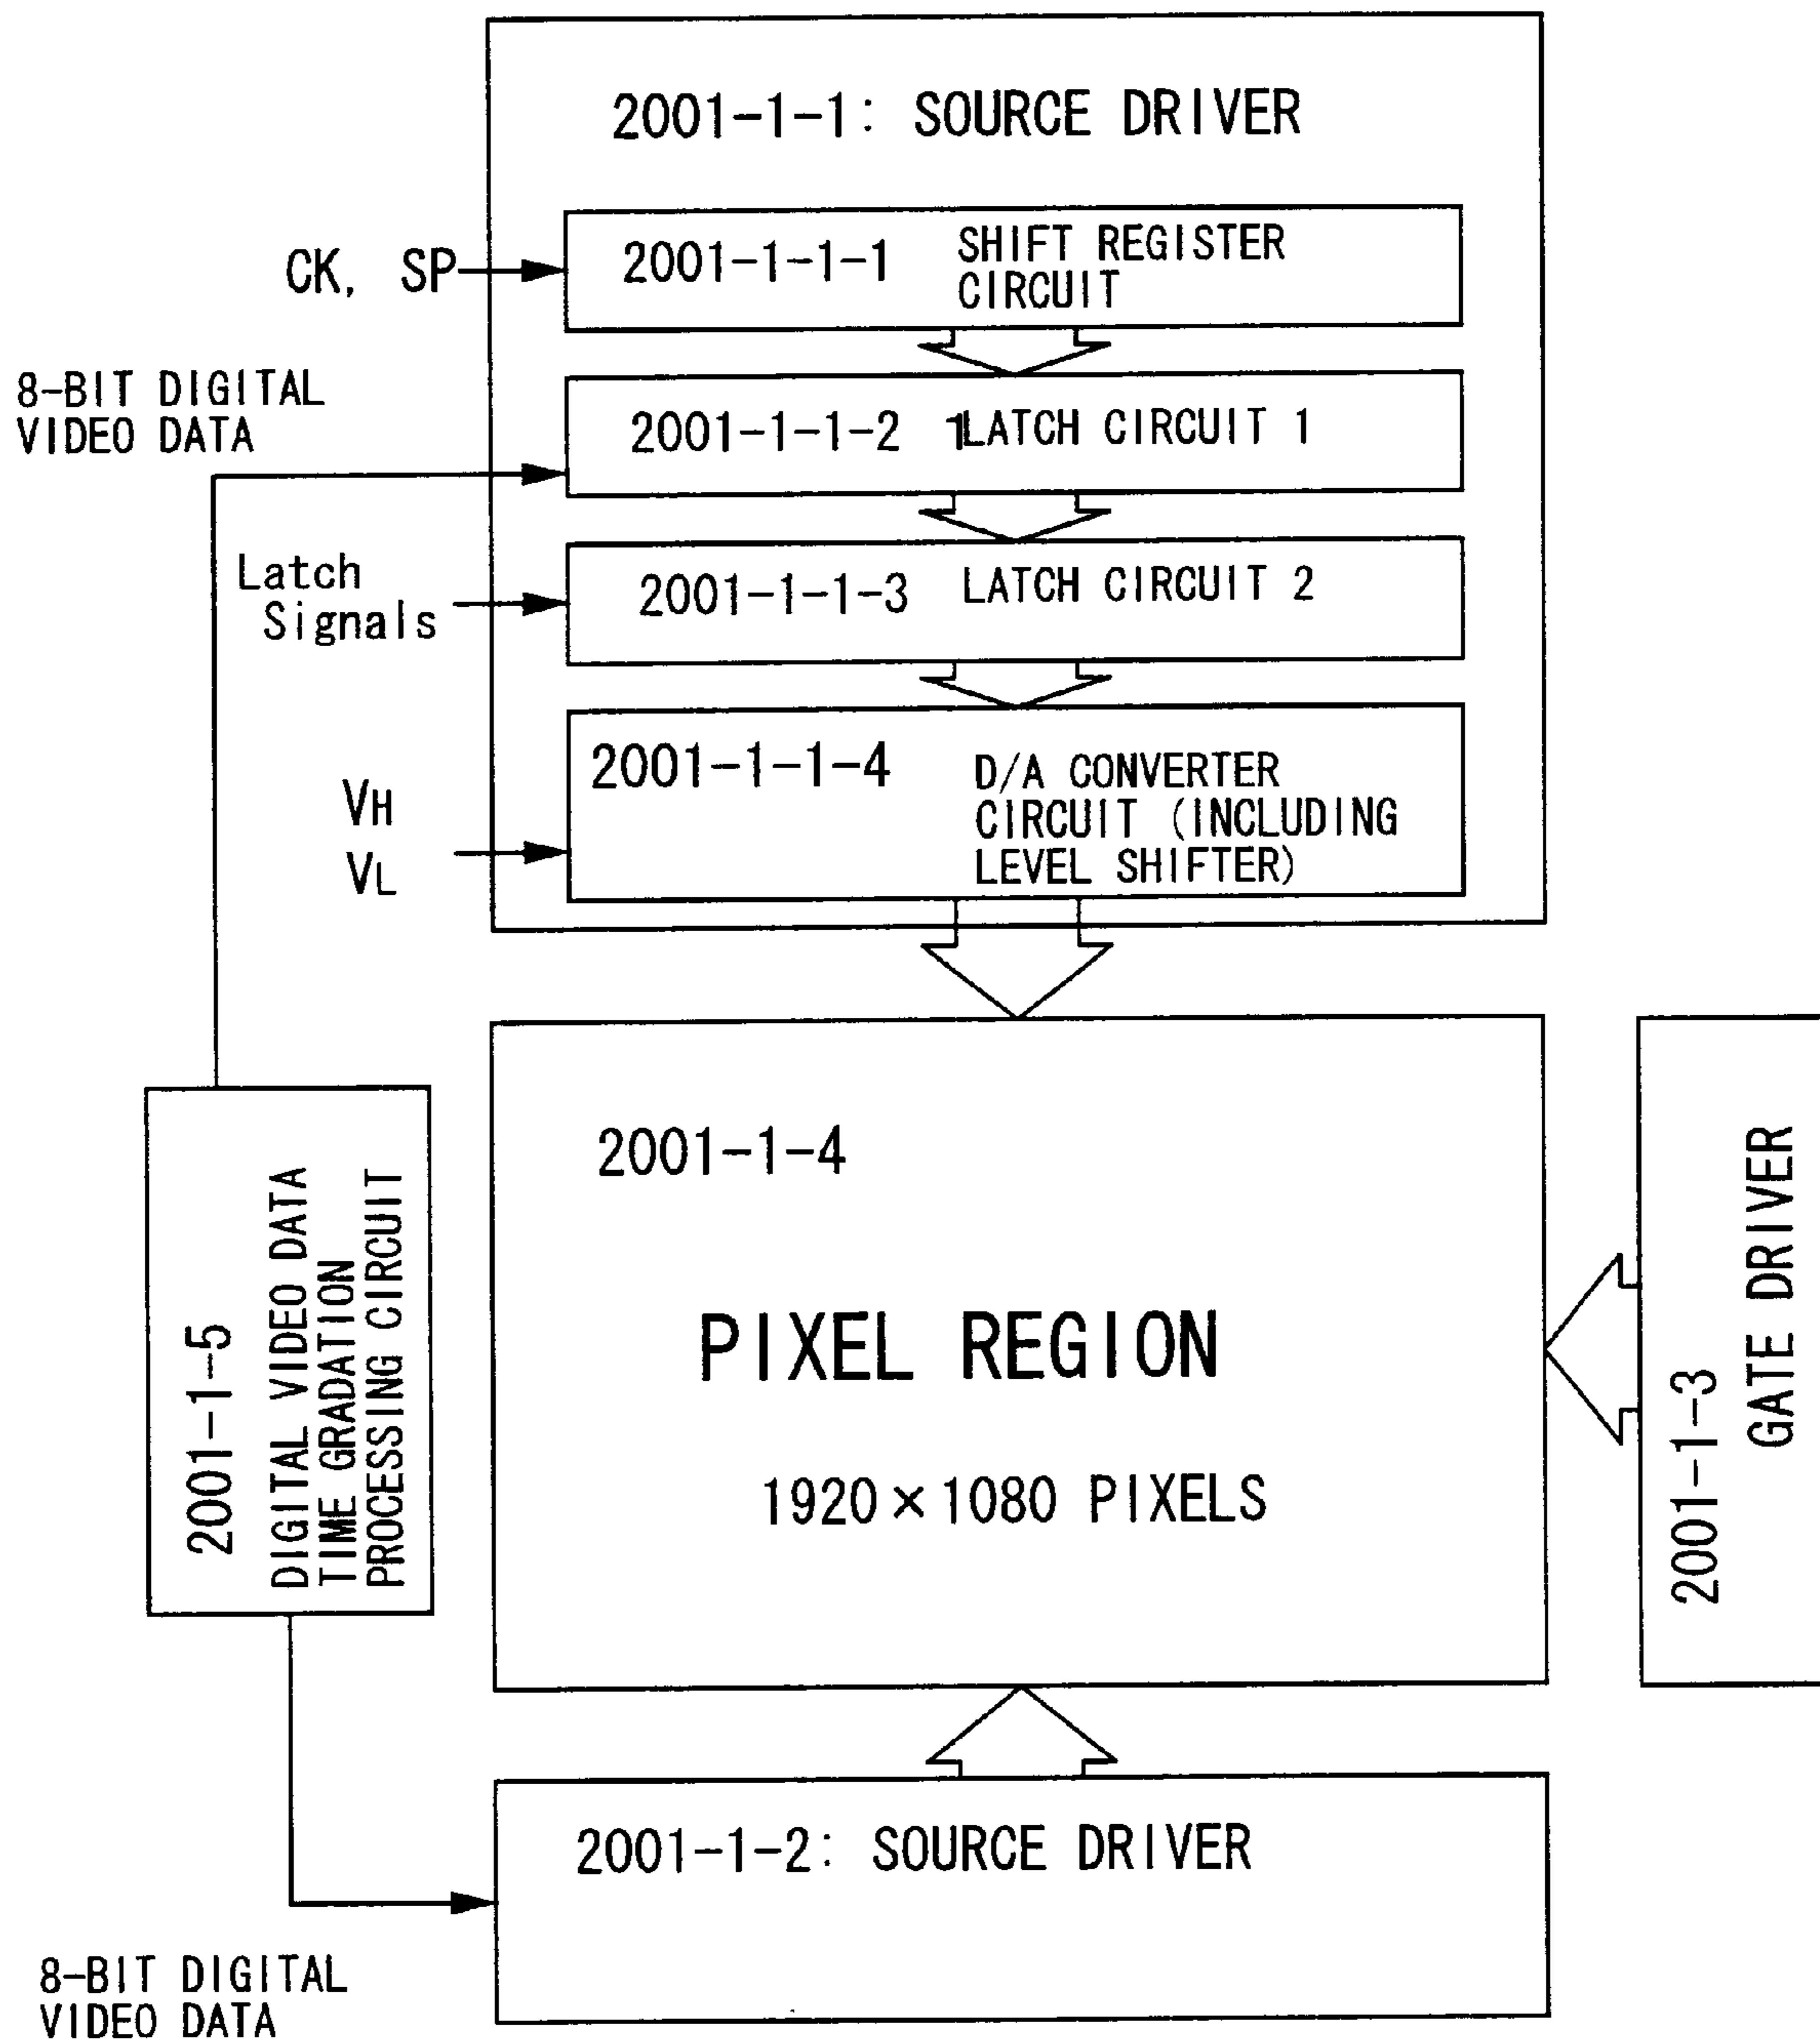 2001-1-1: SOURCE DRIVER
CK, SP
2001-1-1-1
SHIFT REGISTER
CIRCUIT
8-BIT DIGITAL
VIDEO DATA
2001-1-1-2
1LATCH CIRCUIT 1
Latch
Signals
2001-1-1-3
LATCH CIRCUIT 2
2001-1-1-4
D/A CONVERTER
CIRCUIT (INCLUDING
LEVEL SHIFTER)
VH
VL
2001-1-4
PIXEL REGION
1920×1080 PIXELS
2001-1-5
DIGITAL VIDEO DATA
TIME GRADATION
PROCESSING CIRCUIT
2001-1-3
GATE DRIVER
2001-1-2: SOURCE DRIVER
8-BIT DIGITAL
VIDEO DATA